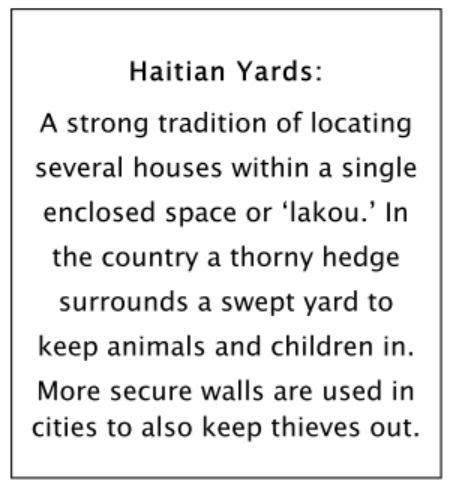 Haitian Yards:
A strong tradition of locating
several houses within a single
enclosed space or ‘lakou.’ In
the country a thorny hedge
surrounds a swept yard to
keep animals and children in.
More secure walls are used in
cities to also keep thieves out.